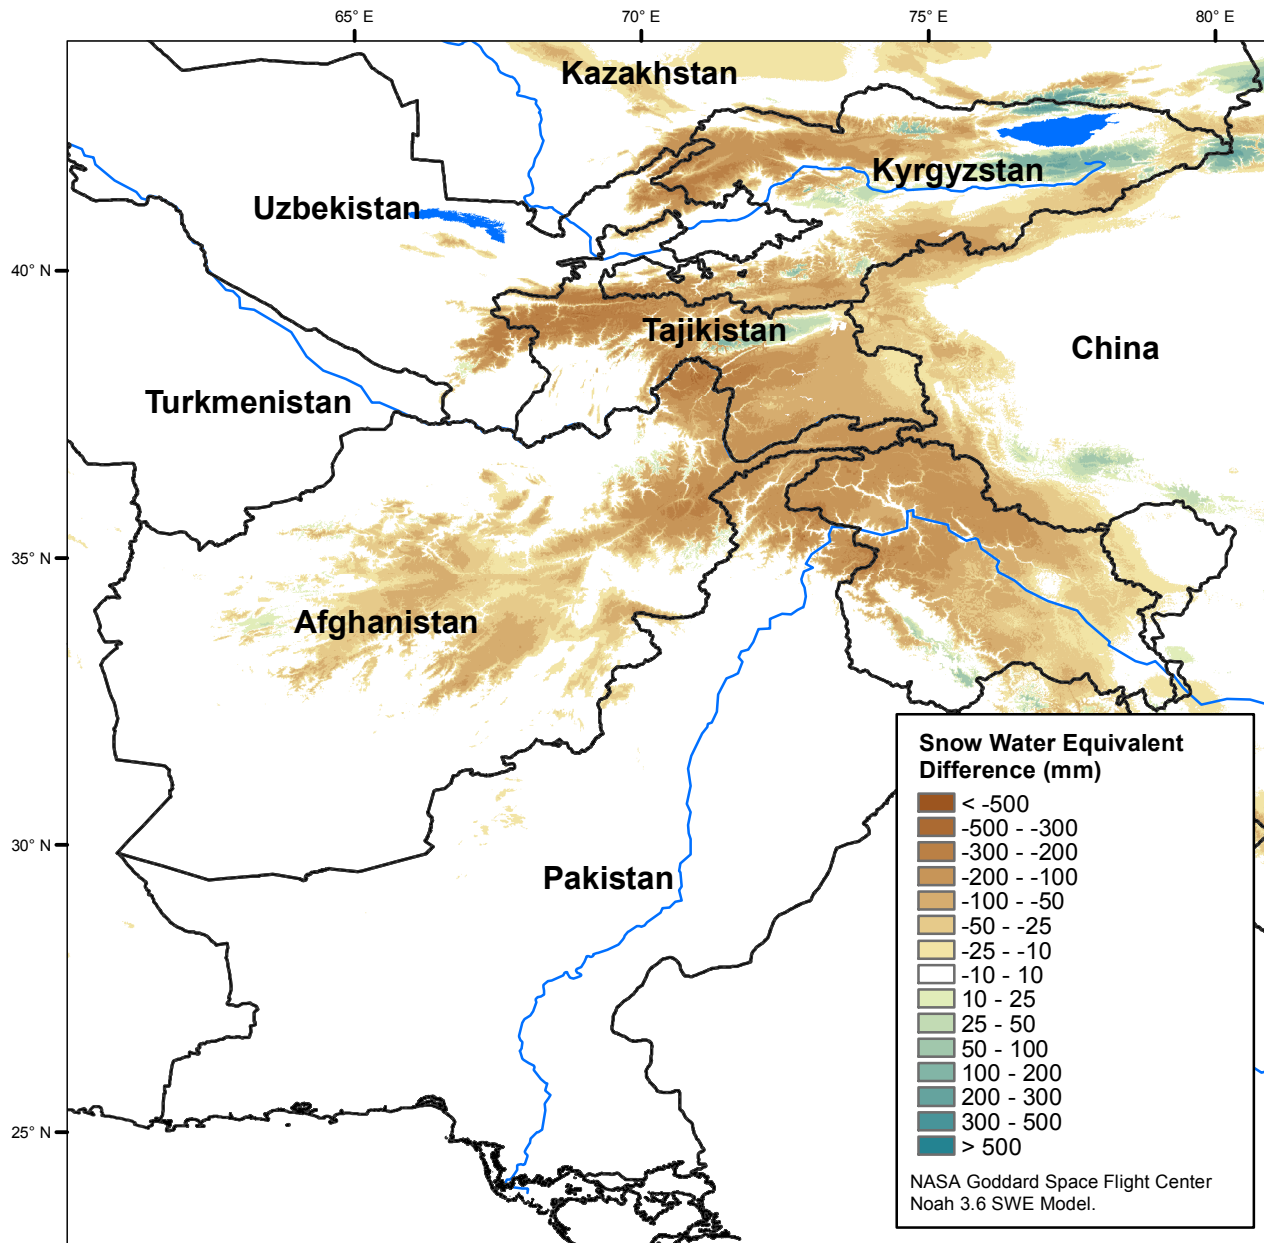 65° E
70° E
75° E
80° E
Kazakhstan
Kyrgyzstan
Uzbekistan
40° N
Tajikistan
China
Turkmenistan
35° N
Afghanistan
30° N
Pakistan
25° N
Snow Water Equivalent
Difference (mm)
< -500
-500 - -300
-300 - -200
-200 - -100
-100 - -50
-50 - -25
-25 - -10
-10 - 10
10 - 25
25 - 50
50 - 100
100 - 200
200 - 300
300 - 500
> 500
NASA Goddard Space Flight Center
Noah 3.6 SWE Model.